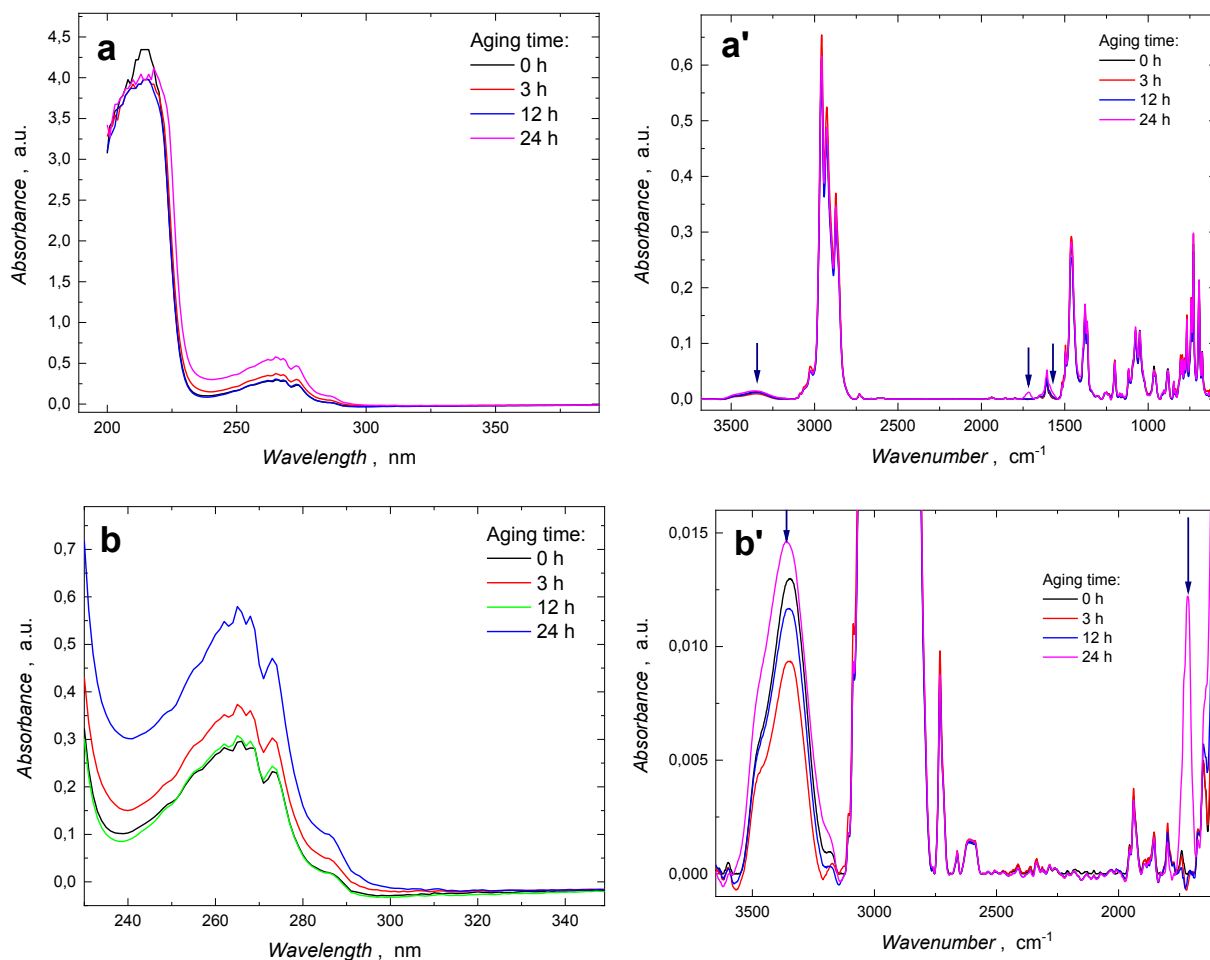 a
Aging time:
0 h
3 h
12 h
24 h
4,5
4,0
3,5
3,0
2,5
2,0
1,5
1,0
0,5
0,0
200
250
300
350
Absorbance , a.u.
Wavelength , nm
a'
Aging time:
0 h
3 h
12 h
24 h
0,6
0,5
0,4
0,3
0,2
0,1
0,0
3500
3000
2500
2000
1500
1000
Absorbance , a.u.
Wavenumber , cm⁻¹
b
Aging time:
0 h
3 h
12 h
24 h
0,7
0,6
0,5
0,4
0,3
0,2
0,1
0,0
240
260
280
300
320
340
Absorbance , a.u.
Wavelength , nm
b'
Aging time:
0 h
3 h
12 h
24 h
0,015
0,010
0,005
0,000
3500
3000
2500
2000
Absorbance , a.u.
Wavenumber , cm⁻¹